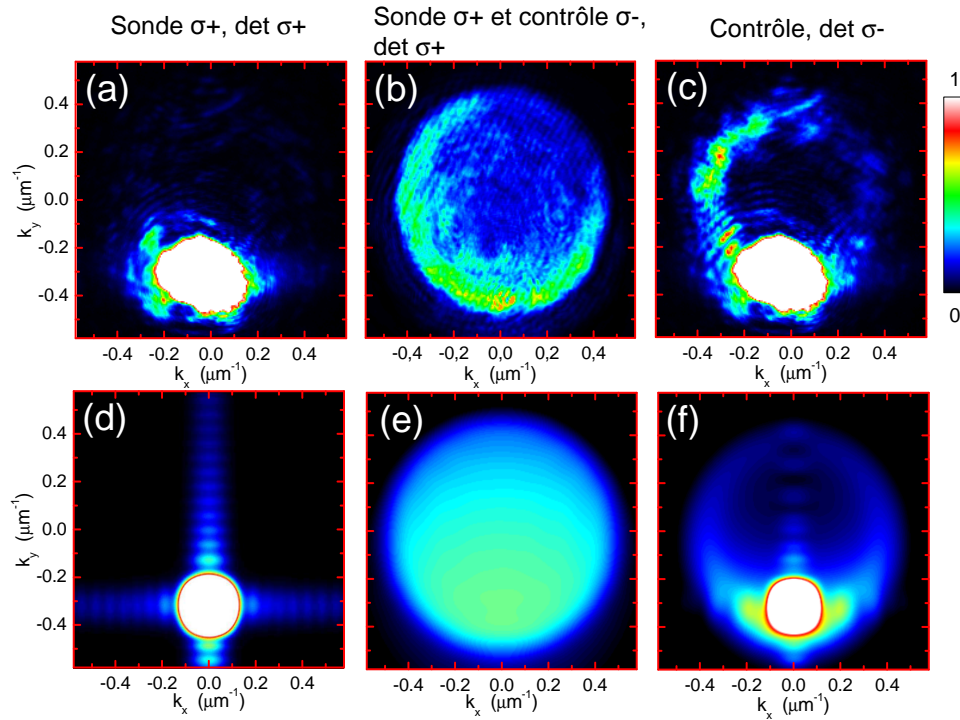 Sonde σ+, det σ+
Sonde σ+ et contrôle σ-,
det σ+
Contrôle, det σ-
(a)
(b)
(c)
1
0
0.4
0.2
0.0
-0.2
-0.4
k_y (μm⁻¹)
-0.4 -0.2 0.0 0.2 0.4
k_x (μm⁻¹)
-0,4 -0,2 0,0 0,2 0,4
k_x (μm⁻¹)
-0.4 -0.2 0.0 0.2 0.4
k_x (μm⁻¹)
(d)
(e)
(f)
0.4
0.2
0.0
-0.2
-0.4
k_y (μm⁻¹)
-0.4 -0.2 0.0 0.2 0.4
k_x (μm⁻¹)
-0.4 -0.2 0.0 0.2 0.4
k_x (μm⁻¹)
-0.4 -0.2 0.0 0.2 0.4
k_x (μm⁻¹)